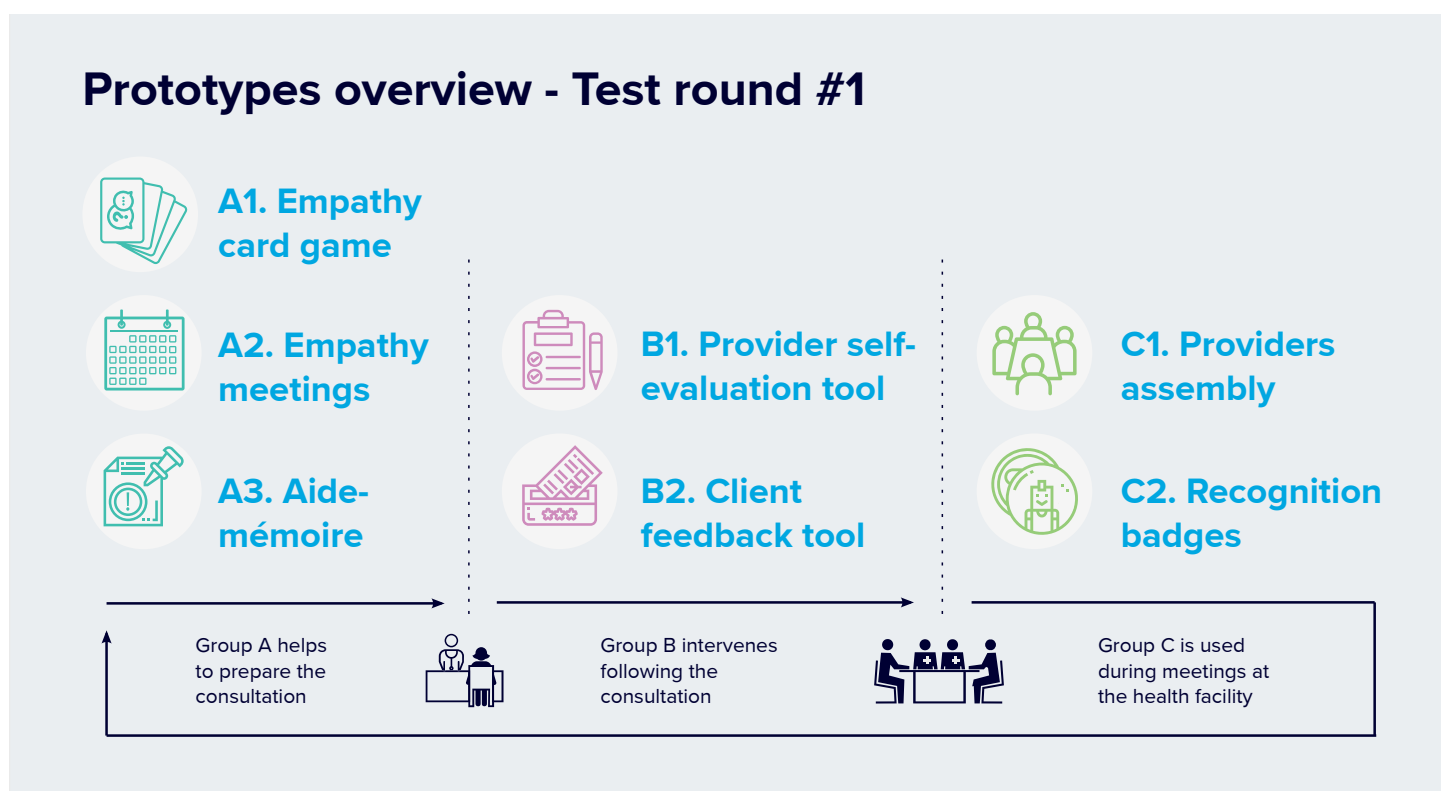 Prototypes overview - Test round #1
A1. Empathy
card game
A2. Empathy
meetings
A3. Aide-
mémoire
B1. Provider self-
evaluation tool
B2. Client
feedback tool
C1. Providers
assembly
C2. Recognition
badges
Group A helps
to prepare the
consultation
Group B intervenes
following the
consultation
Group C is used
during meetings at
the health facility